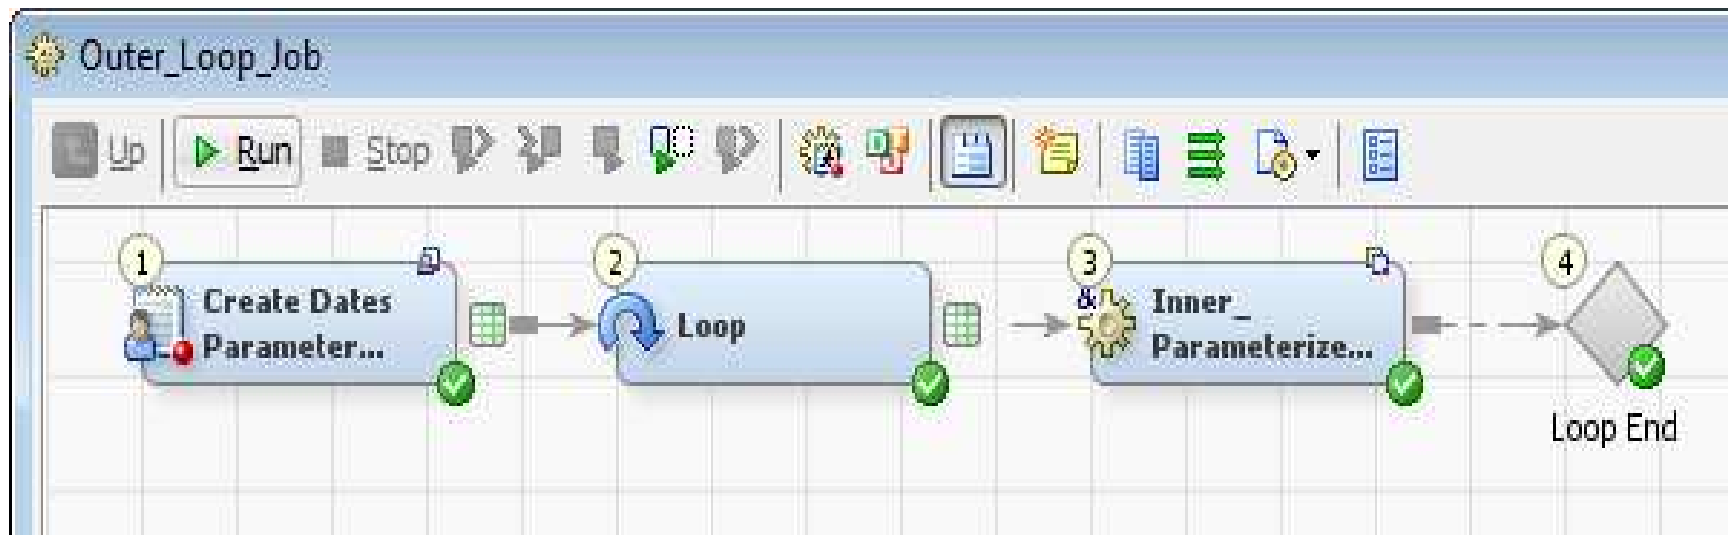 Outer_Loop_Job
Up Run Stop
1
Create Dates
Parameter...
2
Loop
3
Inner_
Parameterize...
4
Loop End